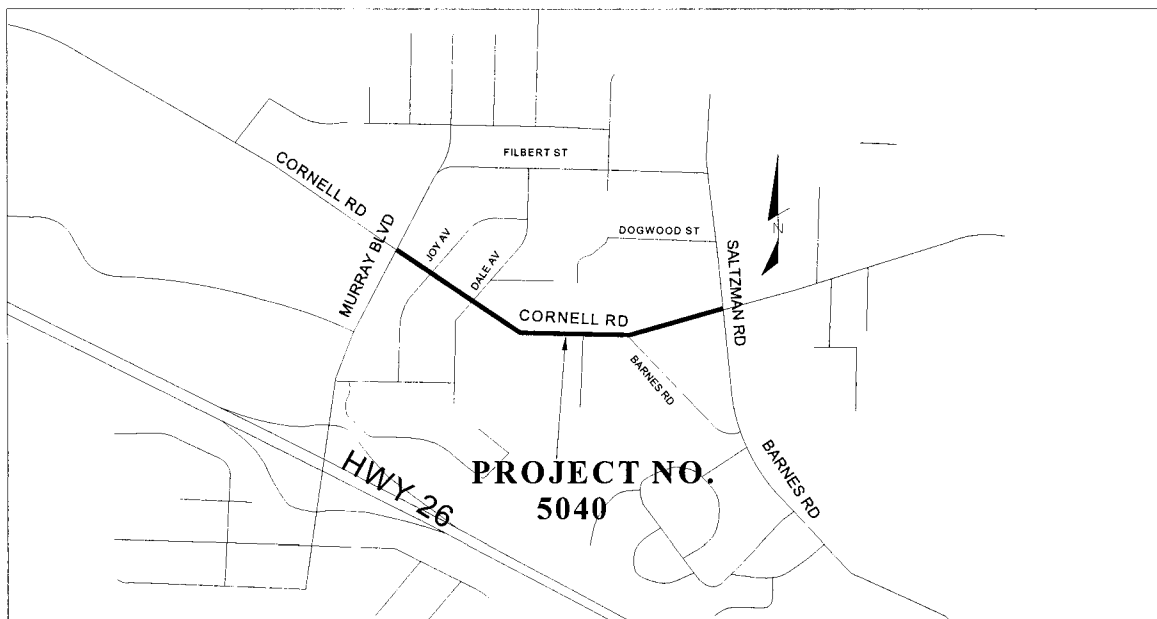 FILBERT ST
CORNELL RD
MURRAY BLVD
JOY AV
DALE AV
DOGWOOD ST
N
SALTZMAN RD
CORNELL RD
BARNES RD
HWY 26
PROJECT NO.
5040
BARNES RD